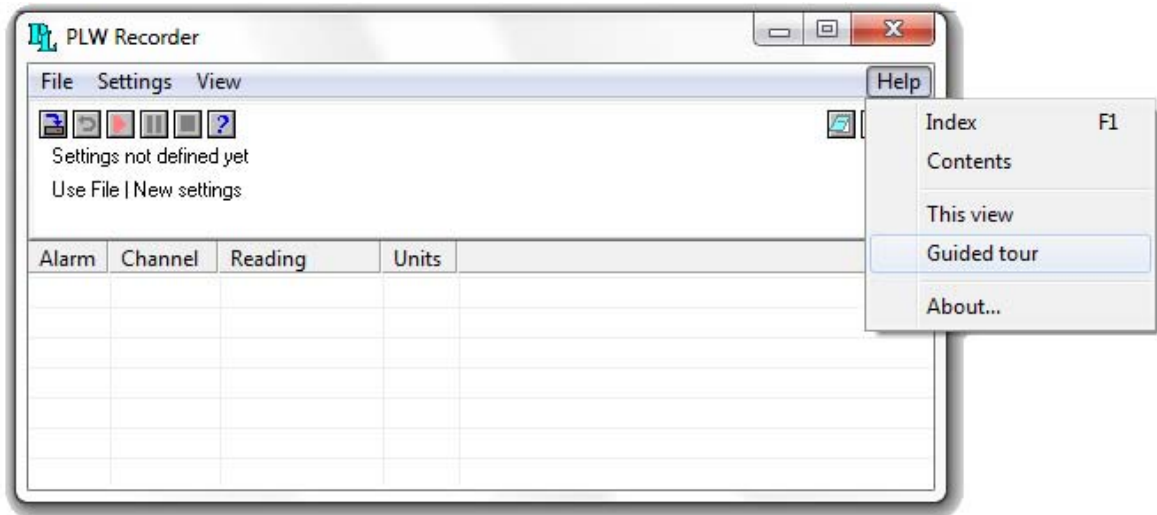 PLW Recorder
File Settings View Help
Settings not defined yet
Use File | New settings
Alarm Channel Reading Units
Index F1
Contents
This view
Guided tour
About...